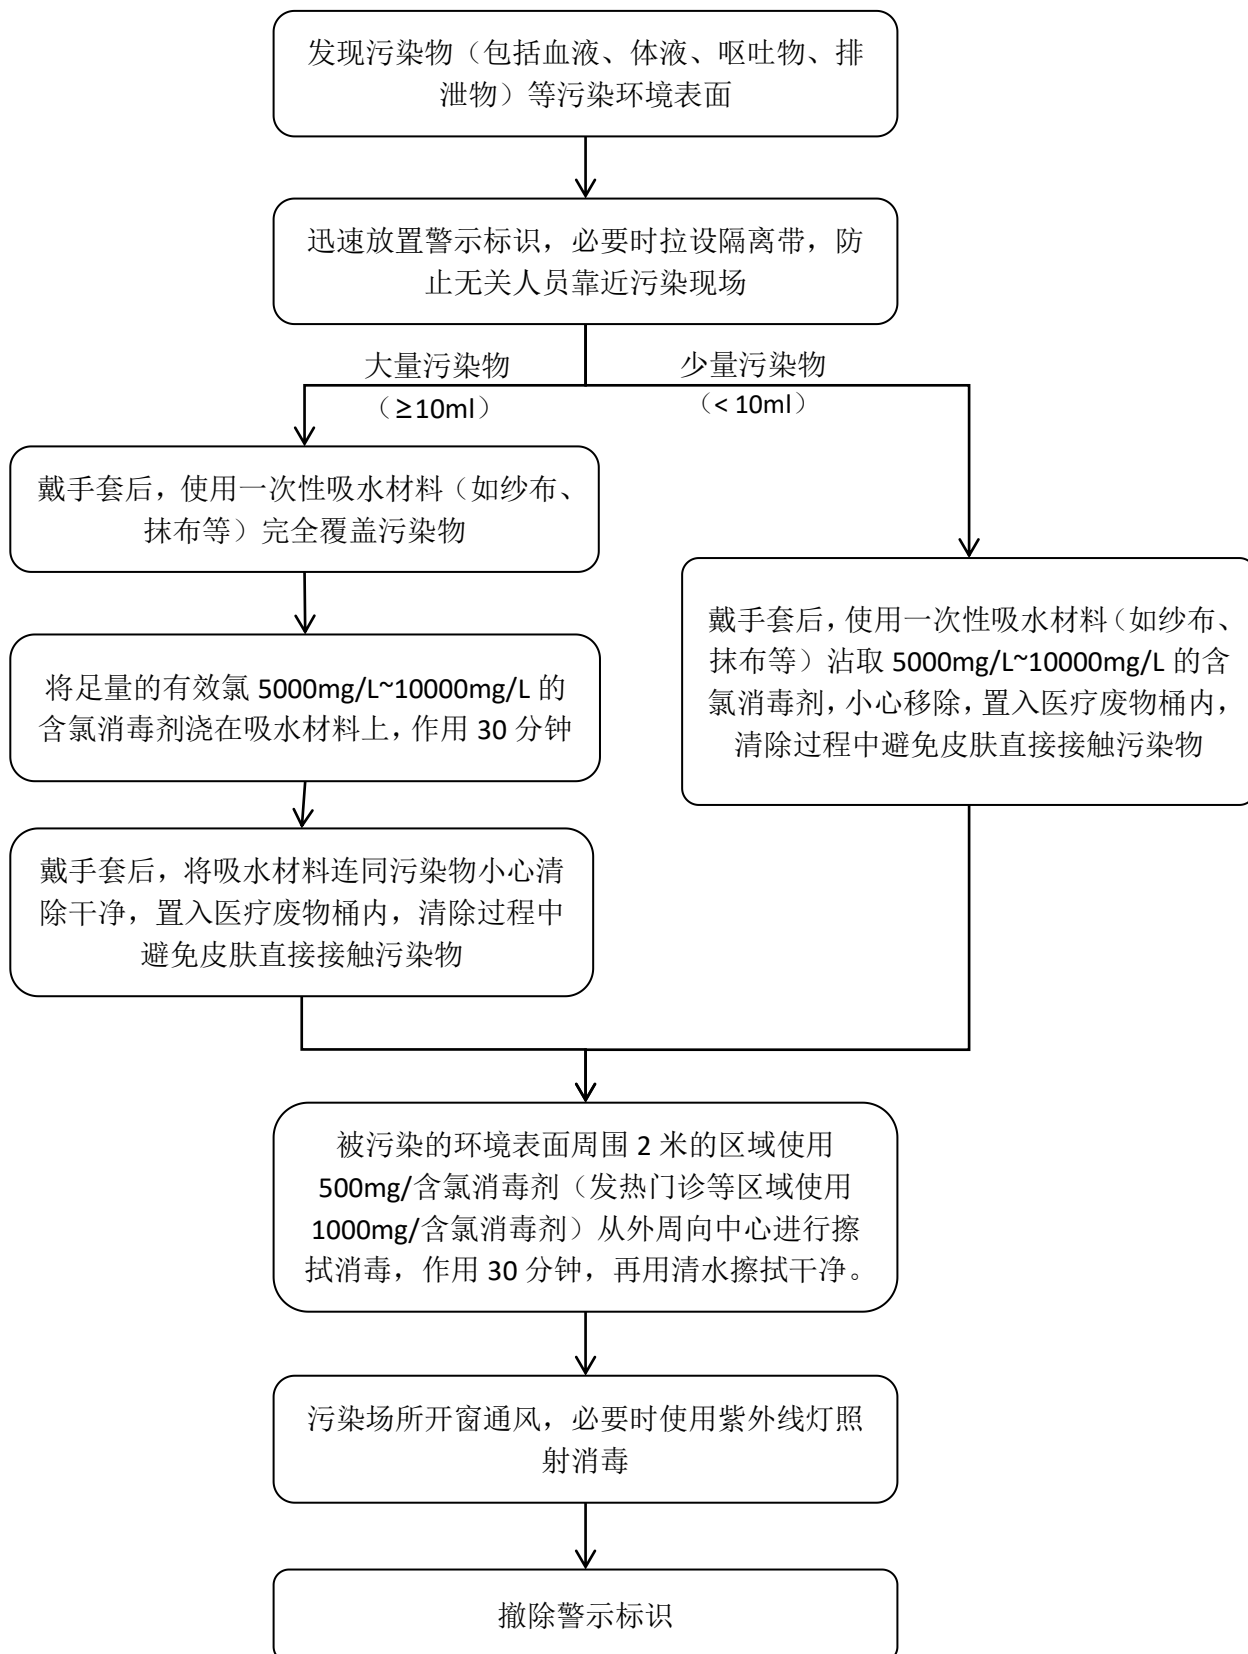 发现污染物（包括血液、体液、呕吐物、排
泄物）等污染环境表面
迅速放置警示标识，必要时拉设隔离带，防
止无关人员靠近污染现场
大量污染物
（≥10ml）
少量污染物
（< 10ml）
戴手套后，使用一次性吸水材料（如纱布、
抹布等）完全覆盖污染物
将足量的有效氯 5000mg/L~10000mg/L 的
含氯消毒剂浇在吸水材料上，作用 30 分钟
戴手套后，将吸水材料连同污染物小心清
除干净，置入医疗废物桶内，清除过程中
避免皮肤直接接触污染物
戴手套后，使用一次性吸水材料（如纱布、
抹布等）沾取 5000mg/L~10000mg/L 的含
氯消毒剂，小心移除，置入医疗废物桶内，
清除过程中避免皮肤直接接触污染物
被污染的环境表面周围 2 米的区域使用
500mg/含氯消毒剂（发热门诊等区域使用
1000mg/含氯消毒剂）从外周向中心进行擦
拭消毒，作用 30 分钟，再用清水擦拭干净。
污染场所开窗通风，必要时使用紫外线灯照
射消毒
撤除警示标识